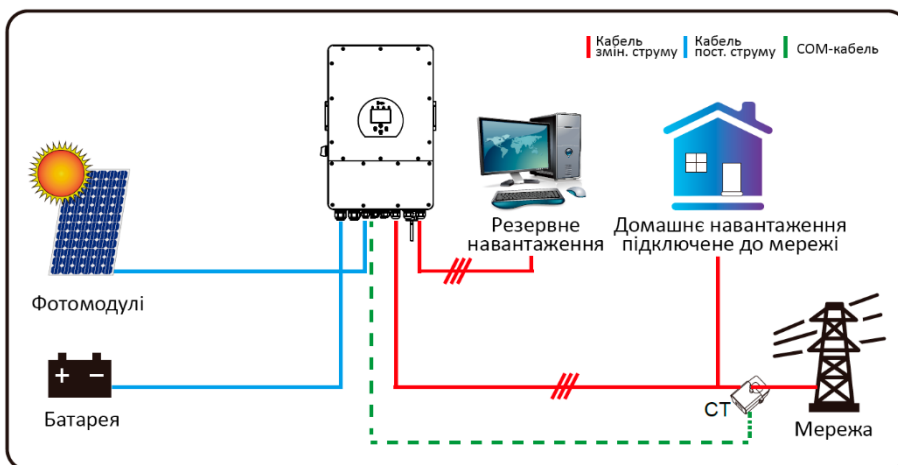 Кабель
змін. струму
Кабель
пост. струму
COM-кабель
Резервне
навантаження
Домашнє навантаження
підключене до мережі
Фотомодулі
Батарея
CT
Мережа